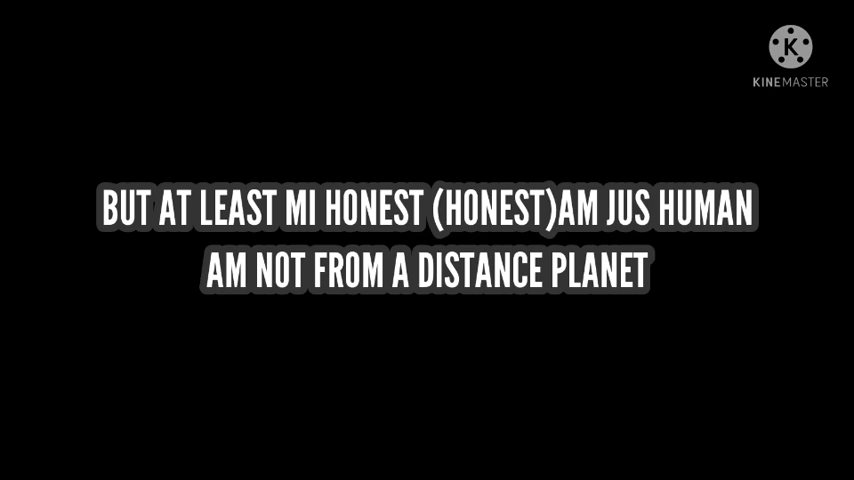 K
KINEMASTER
BUT AT LEAST MI HONEST (HONEST)AM JUS HUMAN
AM NOT FROM A DISTANCE PLANET